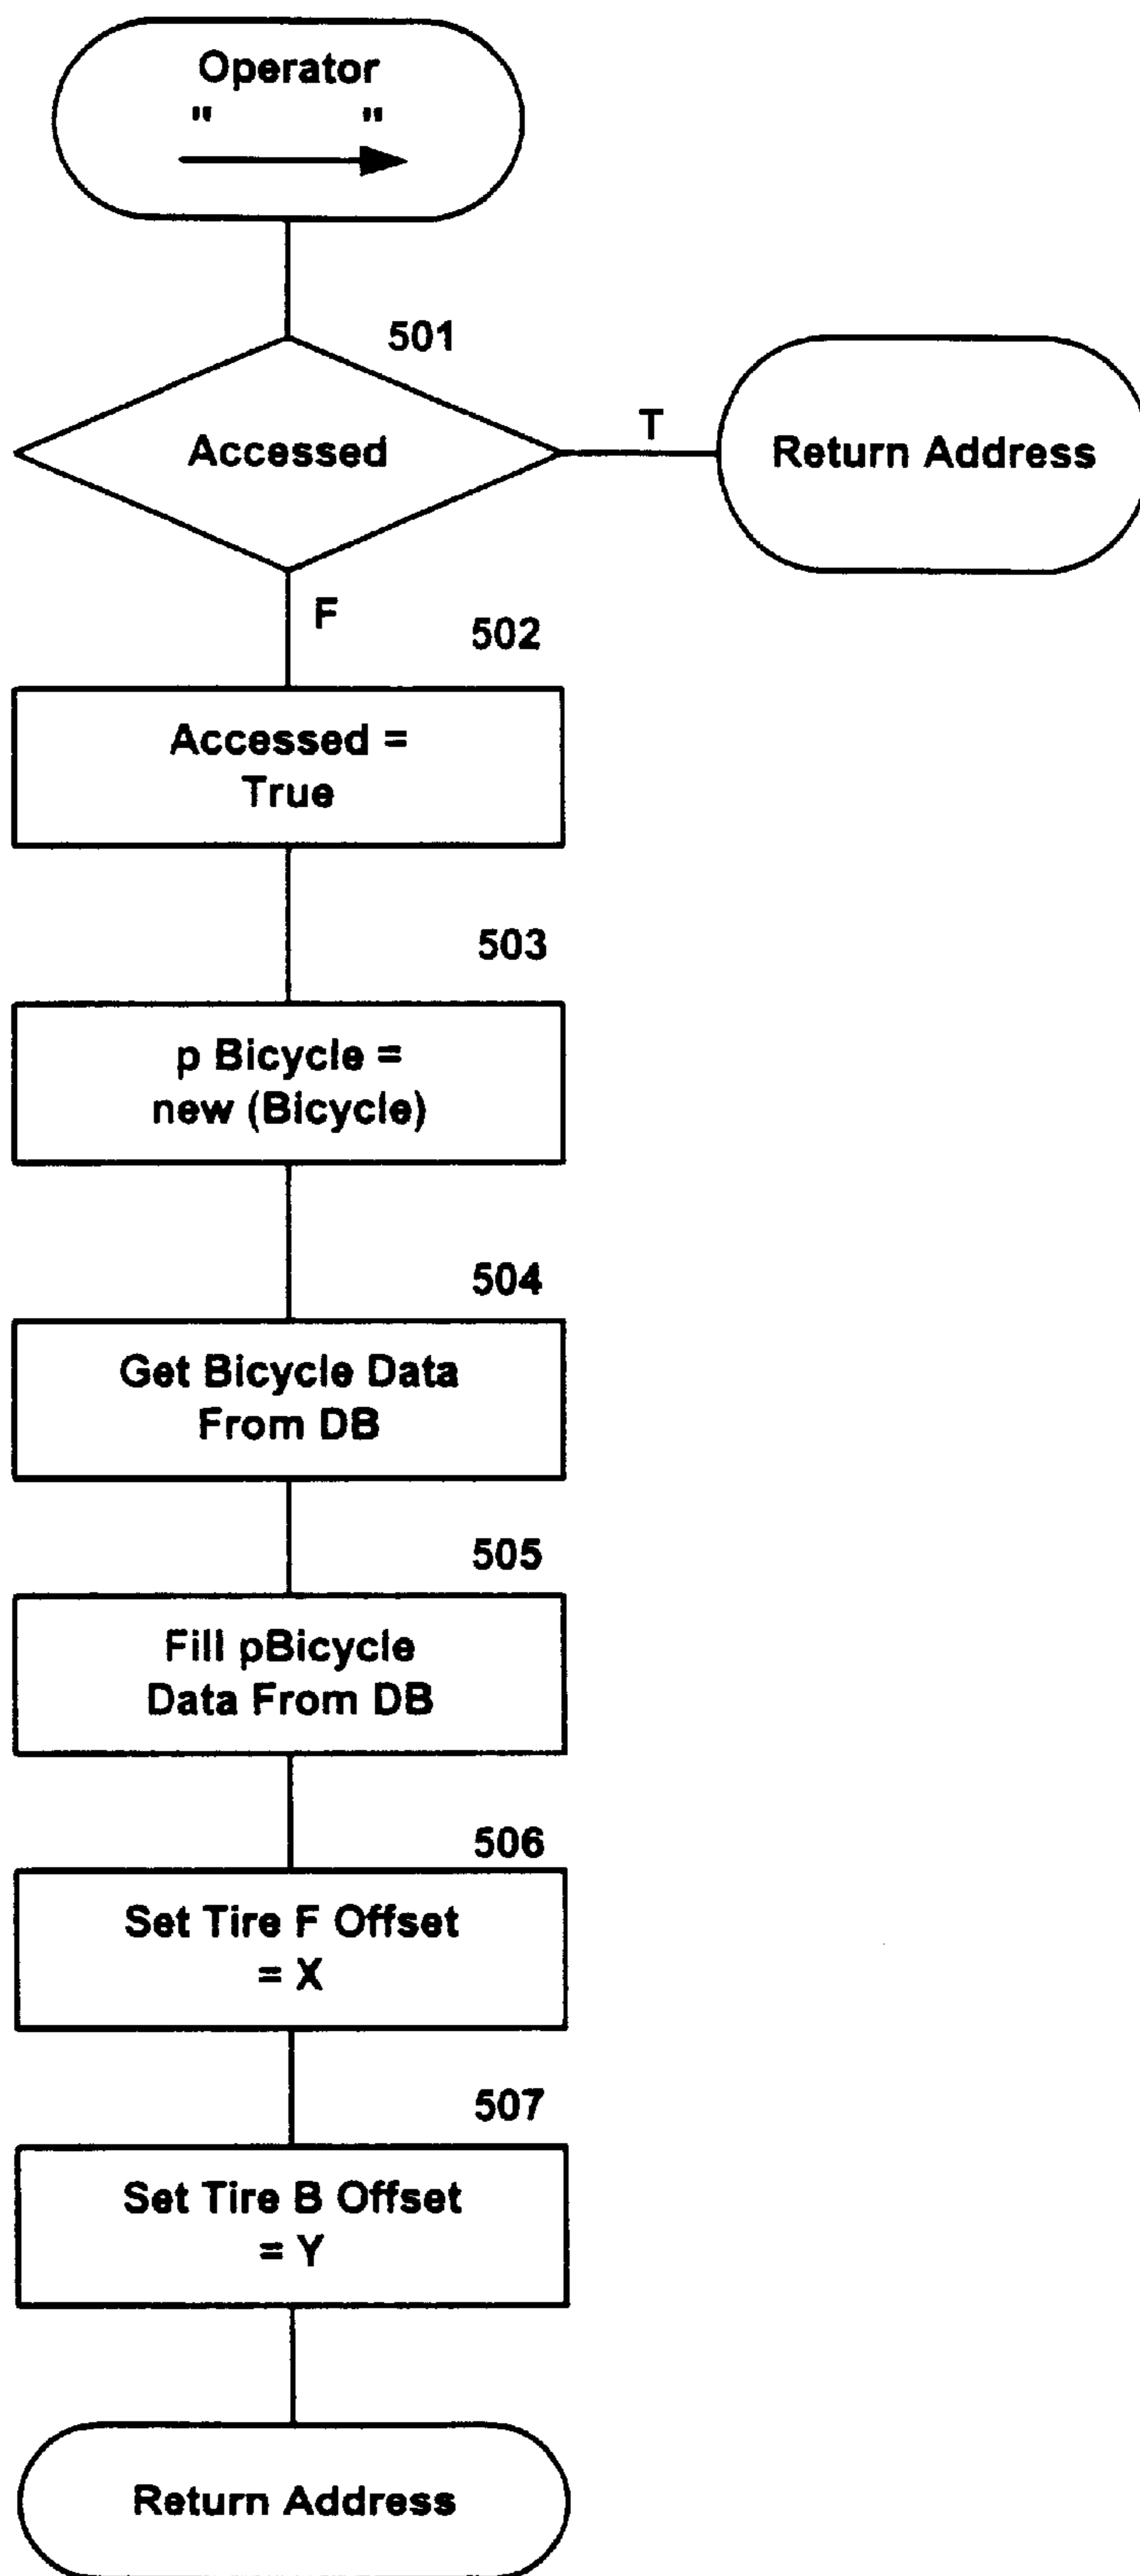 Operator
" "
501
Accessed
T
Return Address
F
502
Accessed =
True
503
p Bicycle =
new (Bicycle)
504
Get Bicycle Data
From DB
505
Fill pBicycle
Data From DB
506
Set Tire F Offset
= X
507
Set Tire B Offset
= Y
Return Address